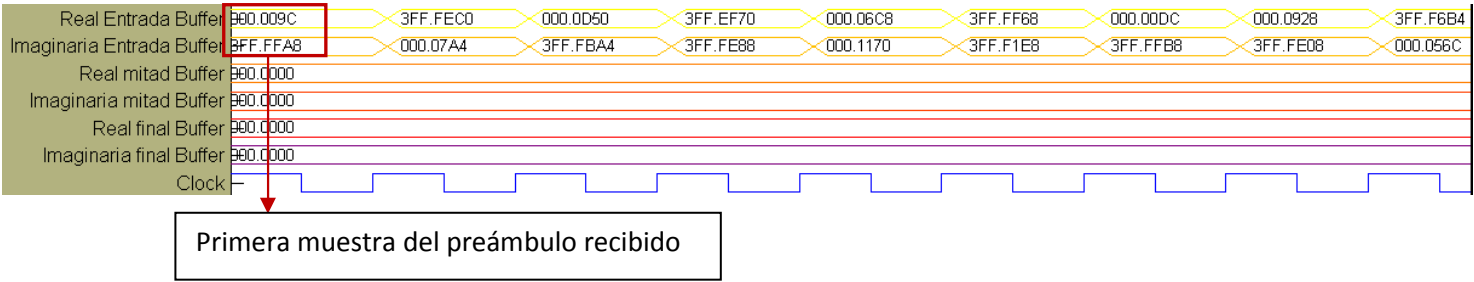 Real Entrada Buffer 000.009C 3FF.FEC0 000.0D50 3FF.EF70 000.06C8 3FF.FF68 000.00DC 000.0928 3FF.F6B4
Imaginaria Entrada Buffer 3FF.FFA8 000.07A4 3FF.FBA4 3FF.FE88 000.1170 3FF.F1E8 3FF.FFB8 3FF.FE08 000.056C
Real mitad Buffer 000.0000
Imaginaria mitad Buffer 000.0000
Real final Buffer 000.0000
Imaginaria final Buffer 000.0000
Clock
Primera muestra del preámbulo recibido